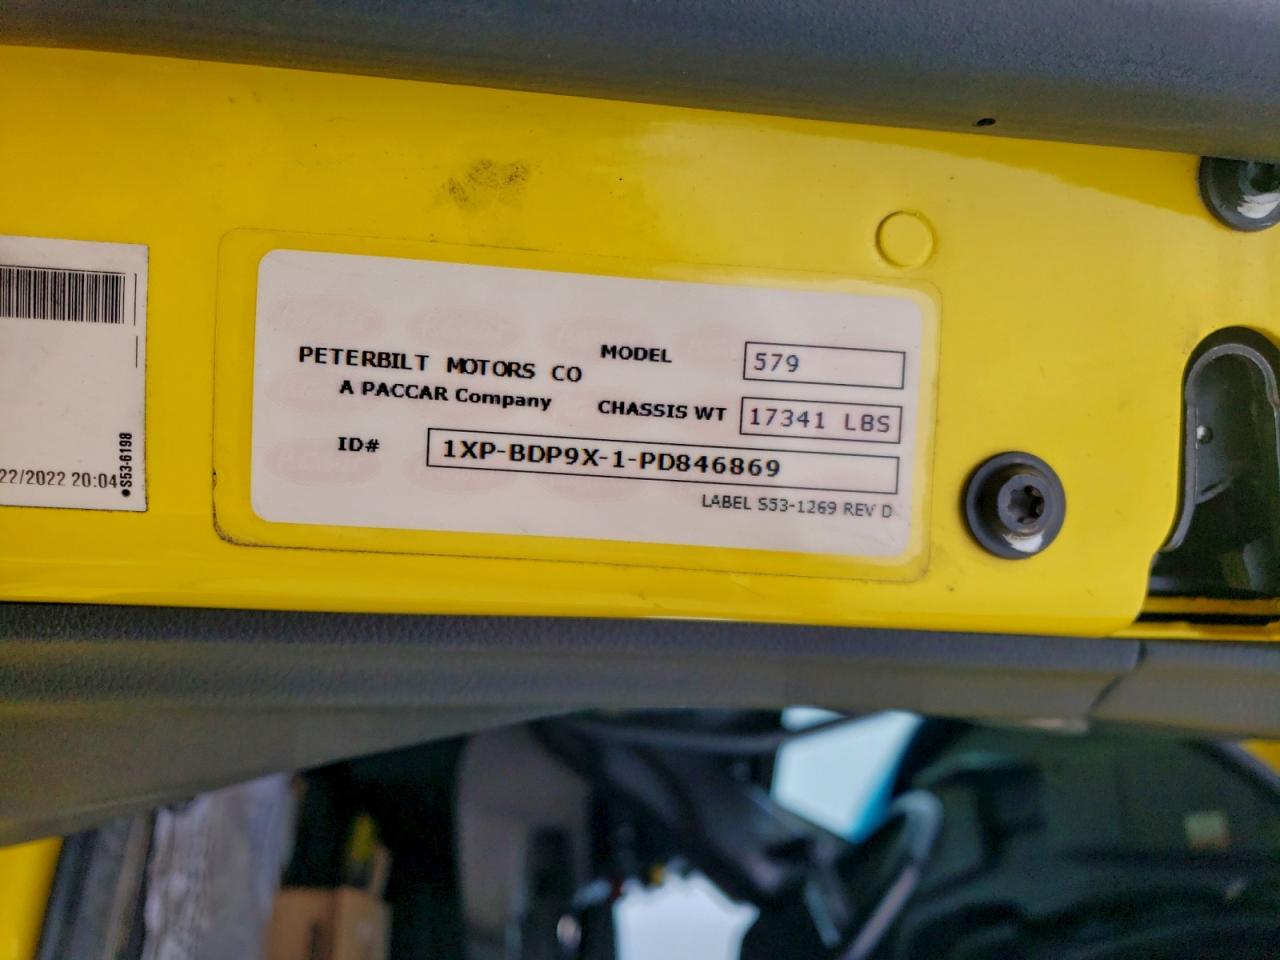 PETERBILT MOTORS CO
A PACCAR Company
MODEL 579
CHASSIS WT 17341 LBS
ID# 1XP-BDP9X-1-PD846869
LABEL S53-1269 REV D
22/2022 20:04
S53-6198